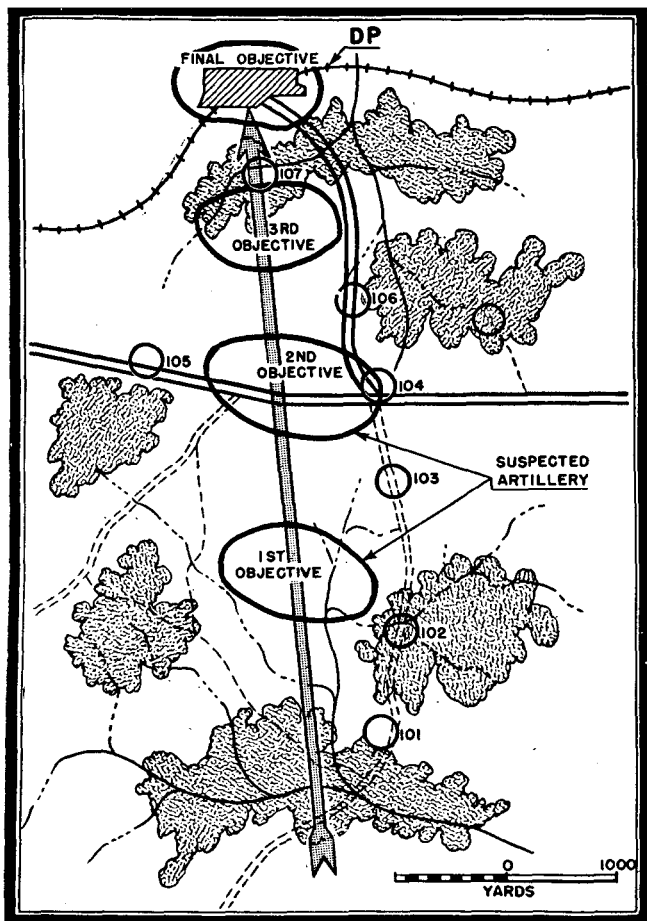 DP
FINAL OBJECTIVE
107
3RD
OBJECTIVE
106
105
2ND
OBJECTIVE
104
SUSPECTED
ARTILLERY
103
1ST
OBJECTIVE
102
101
0
1000
YARDS